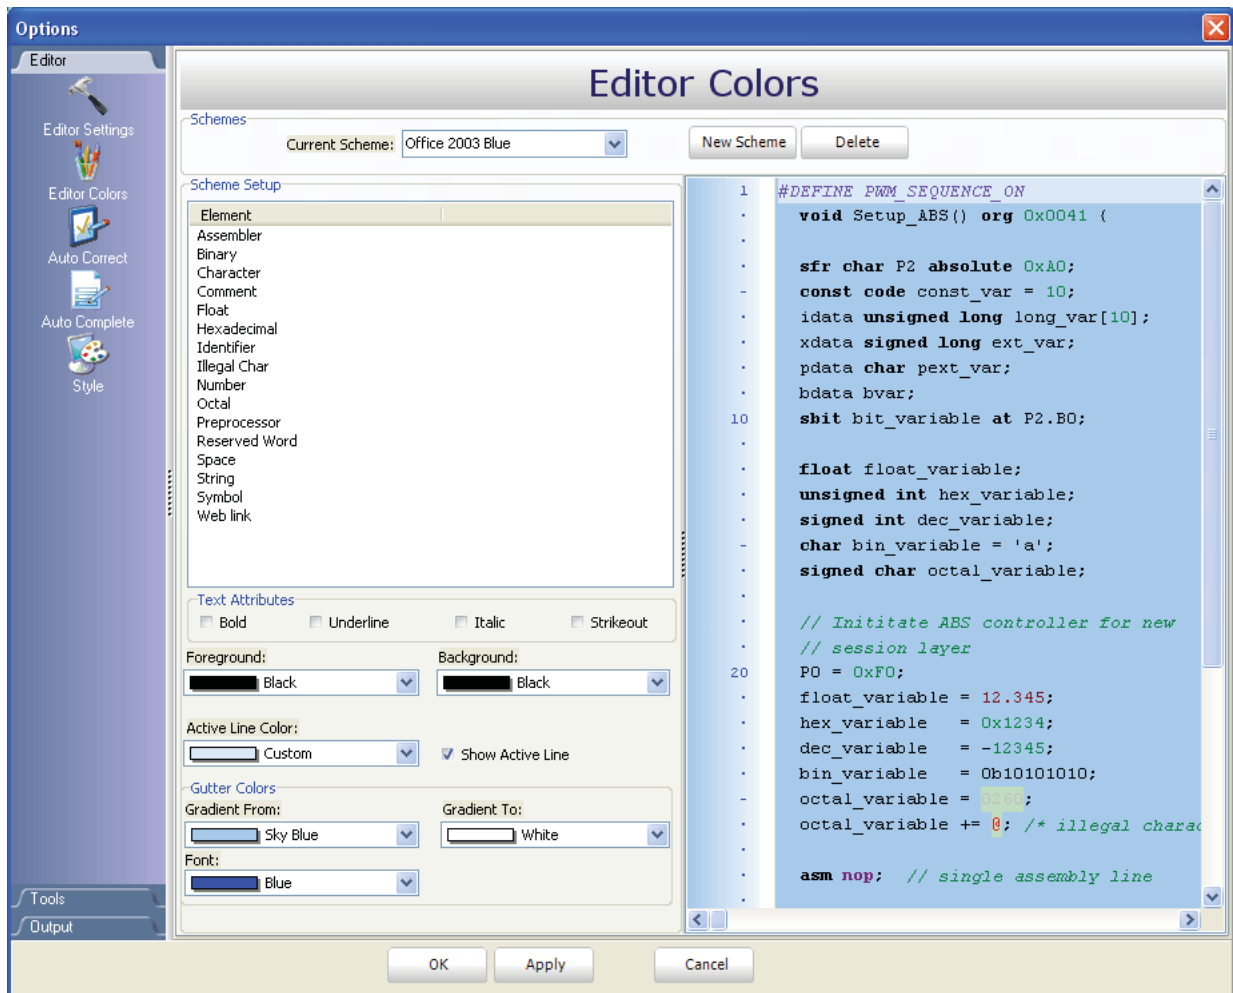 Options
Editor
Editor Settings
Editor Colors
Auto Correct
Auto Complete
Style
Tools
Output
Editor Colors
Schemes
Current Scheme: Office 2003 Blue New Scheme Delete
Scheme Setup
Element
Assembler
Binary
Character
Comment
Float
Hexadecimal
Identifier
Illegal Char
Number
Octal
Preprocessor
Reserved Word
Space
String
Symbol
Web link
Text Attributes
Bold Underline Italic Strikeout
Foreground: Background:
Black Black
Active Line Color:
Custom Show Active Line
Gutter Colors
Gradient From: Gradient To:
Sky Blue White
Font:
Blue
1 #DEFINE PWM_SEQUENCE_ON
void Setup_ABS() org 0x0041 {
sfr char P2 absolute 0xA0;
const code const_var = 10;
idata unsigned long long_var[10];
xdata signed long ext_var;
pdata char pext_var;
bdata bvar;
10 sbit bit_variable at P2.B0;
float float_variable;
unsigned int hex_variable;
signed int dec_variable;
char bin_variable = 'a';
signed char octal_variable;
// Inititate ABS controller for new
// session layer
20 P0 = 0xF0;
float_variable = 12.345;
hex_variable = 0x1234;
dec_variable = -12345;
bin_variable = 0b10101010;
octal_variable = 0260;
octal_variable += @; /* illegal charac
asm nop; // single assembly line
OK Apply Cancel